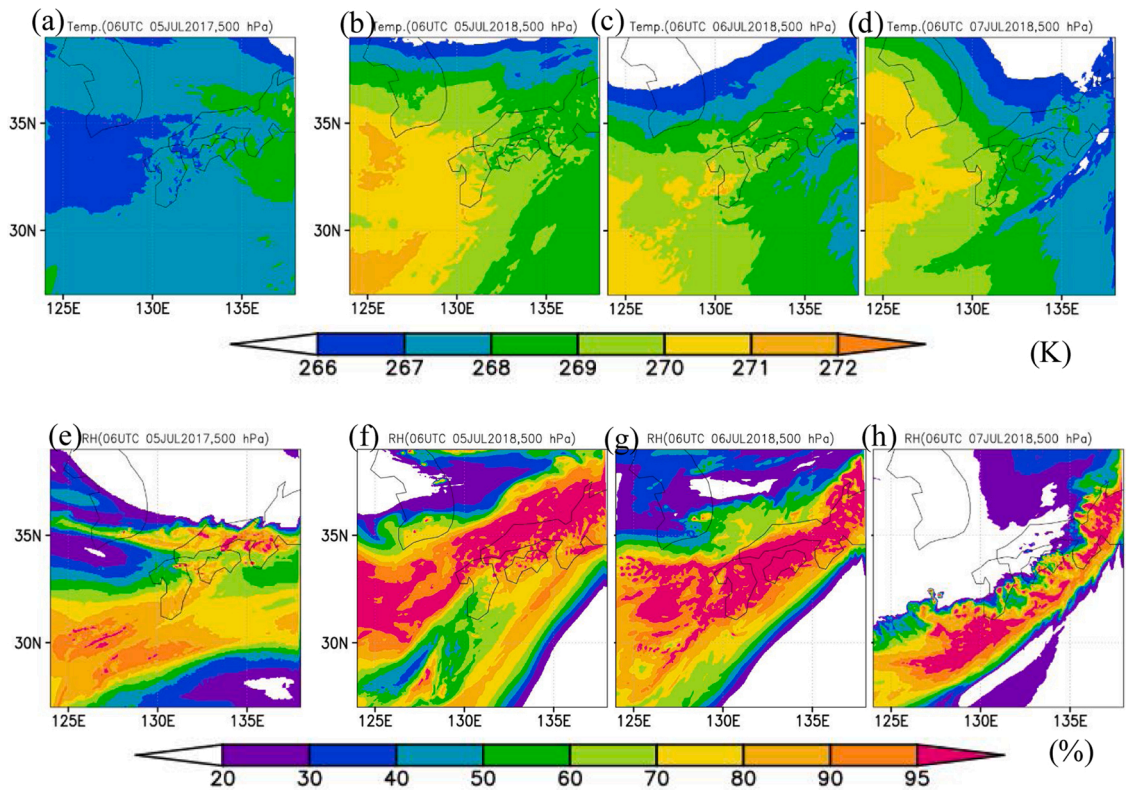 (a) (b) (c) (d)
Temp.(06UTC 05JUL2017,500 hPa) Temp.(06UTC 05JUL2018,500 hPa) Temp.(06UTC 06JUL2018,500 hPa) Temp.(06UTC 07JUL2018,500 hPa)
35N 35N
30N 30N
125E 130E 135E 125E 130E 135E 125E 130E 135E 125E 130E 135E
266 267 268 269 270 271 272 (K)
(e) (f) (g) (h)
RH(06UTC 05JUL2017,500 hPa) RH(06UTC 05JUL2018,500 hPa) RH(06UTC 06JUL2018,500 hPa) RH(06UTC 07JUL2018,500 hPa)
35N 35N
30N 30N
125E 130E 135E 125E 130E 135E 125E 130E 135E 125E 130E 135E
20 30 40 50 60 70 80 90 95 (%)